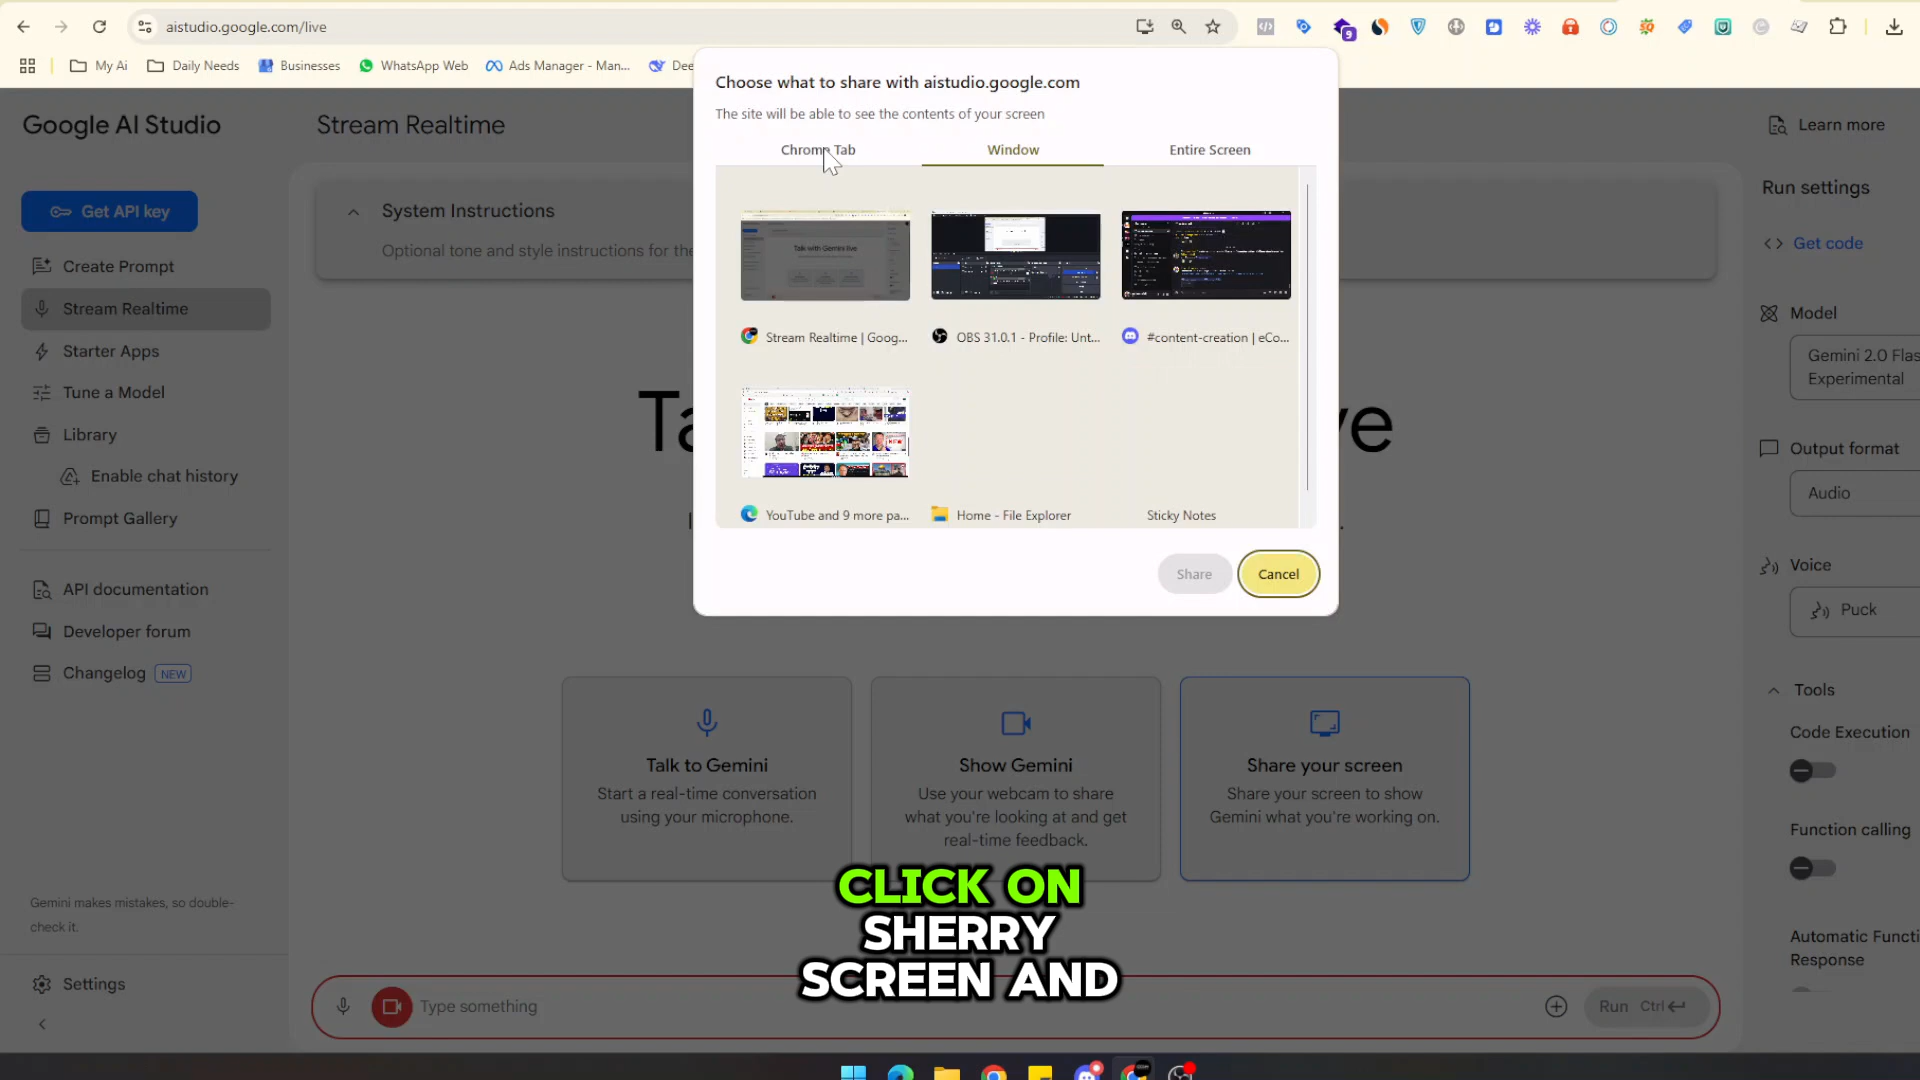 aistudio.google.com/live
9
My Ai
Daily Needs
Businesses
WhatsApp Web
Ads Manager - Man...
Dee
Choose what to share with aistudio.google.com
The site will be able to see the contents of your screen
Chrome Tab
Window
Entire Screen
Stream Realtime | Goog...
OBS 31.0.1 - Profile: Unt...
#content-creation | eCo...
YouTube and 9 more pa...
Home - File Explorer
Sticky Notes
Share
Cancel
Google AI Studio
Stream Realtime
Learn more
Get API key
System Instructions
Optional tone and style instructions for the
Create Prompt
Stream Realtime
Starter Apps
Tune a Model
Library
Enable chat history
Prompt Gallery
API documentation
Developer forum
Changelog
NEW
Gemini makes mistakes, so double-
check it.
Settings
Ta
ve
Talk to Gemini
Start a real-time conversation
using your microphone.
Show Gemini
Use your webcam to share
what you're looking at and get
real-time feedback.
Share your screen
Share your screen to show
Gemini what you're working on.
CLICK ON
SHERRY
SCREEN AND
Type something
Run Ctrl
Run settings
Get code
Model
Gemini 2.0 Flas
Experimental
Output format
Audio
Voice
Puck
Tools
Code Execution
Function calling
Automatic Functi
Response